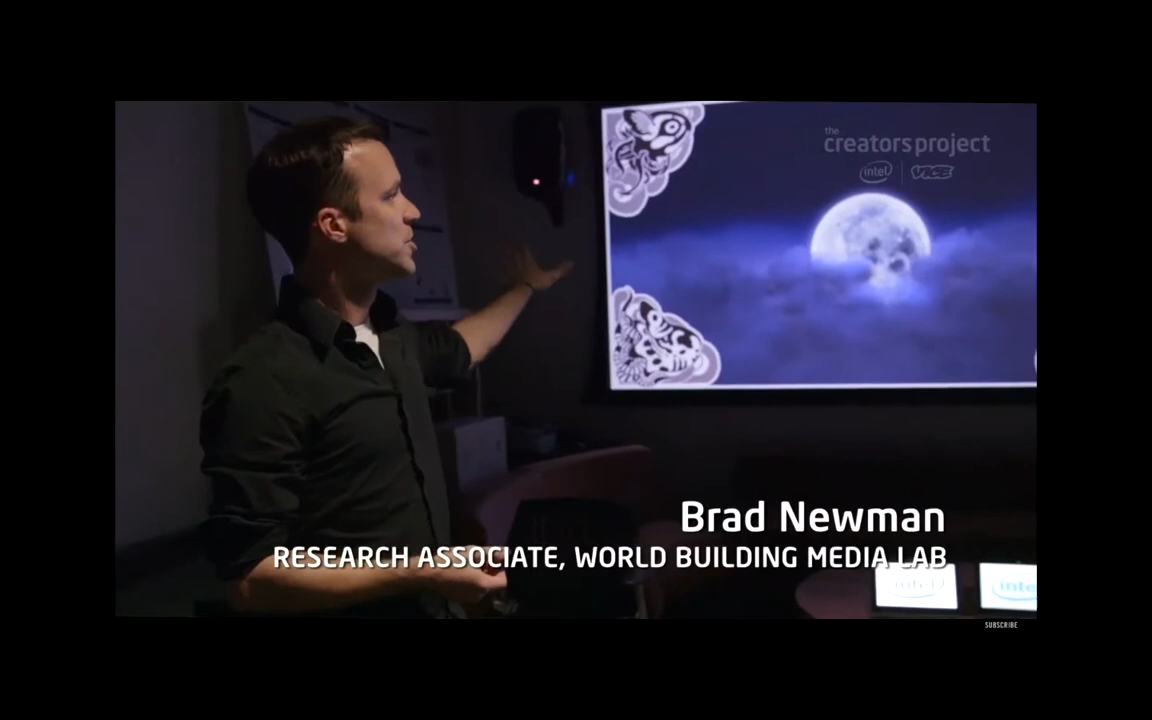 the
creatorsproject
intel | VICE
Brad Newman
RESEARCH ASSOCIATE, WORLD BUILDING MEDIA LAB
intel
intel
SUBSCRIBE